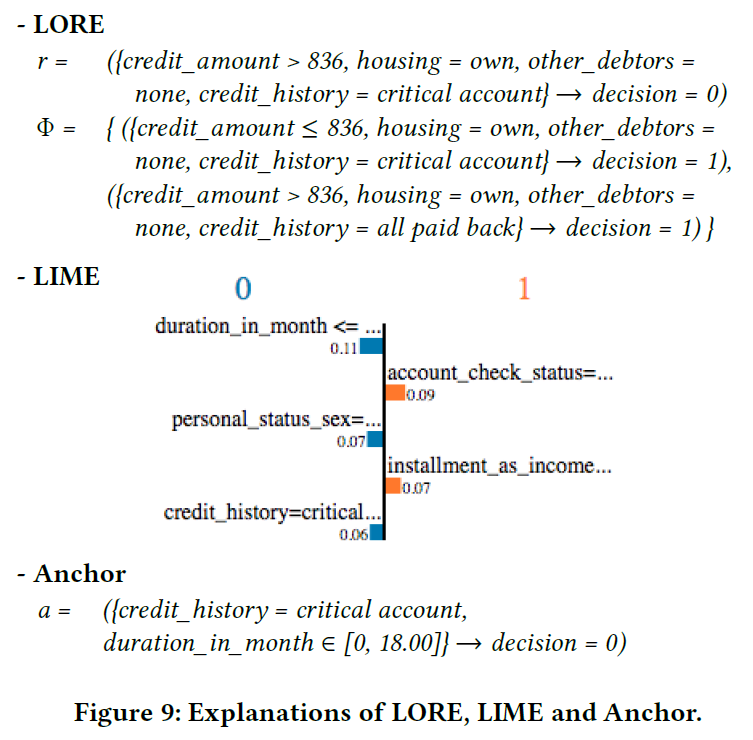 - LORE
r = ({credit_amount > 836, housing = own, other_debtors =
none, credit_history = critical account} → decision = 0)
Φ = { ({credit_amount ≤ 836, housing = own, other_debtors =
none, credit_history = critical account} → decision = 1),
({credit_amount > 836, housing = own, other_debtors =
none, credit_history = all paid back} → decision = 1) }
- LIME
0 1
duration_in_month <= ...
0.11
account_check_status=...
0.09
personal_status_sex=...
0.07
installment_as_income...
0.07
credit_history=critical...
0.06
- Anchor
a = ({credit_history = critical account,
duration_in_month ∈ [0, 18.00]} → decision = 0)
Figure 9: Explanations of LORE, LIME and Anchor.